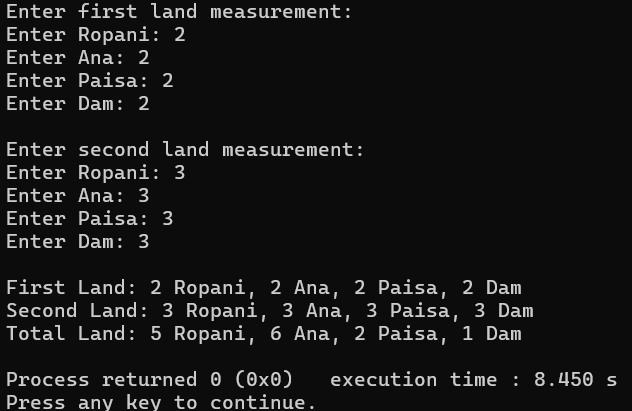 Enter first land measurement:
Enter Ropani: 2
Enter Ana: 2
Enter Paisa: 2
Enter Dam: 2
Enter second land measurement:
Enter Ropani: 3
Enter Ana: 3
Enter Paisa: 3
Enter Dam: 3
First Land: 2 Ropani, 2 Ana, 2 Paisa, 2 Dam
Second Land: 3 Ropani, 3 Ana, 3 Paisa, 3 Dam
Total Land: 5 Ropani, 6 Ana, 2 Paisa, 1 Dam
Process returned 0 (0x0)   execution time : 8.450 s
Press any key to continue.